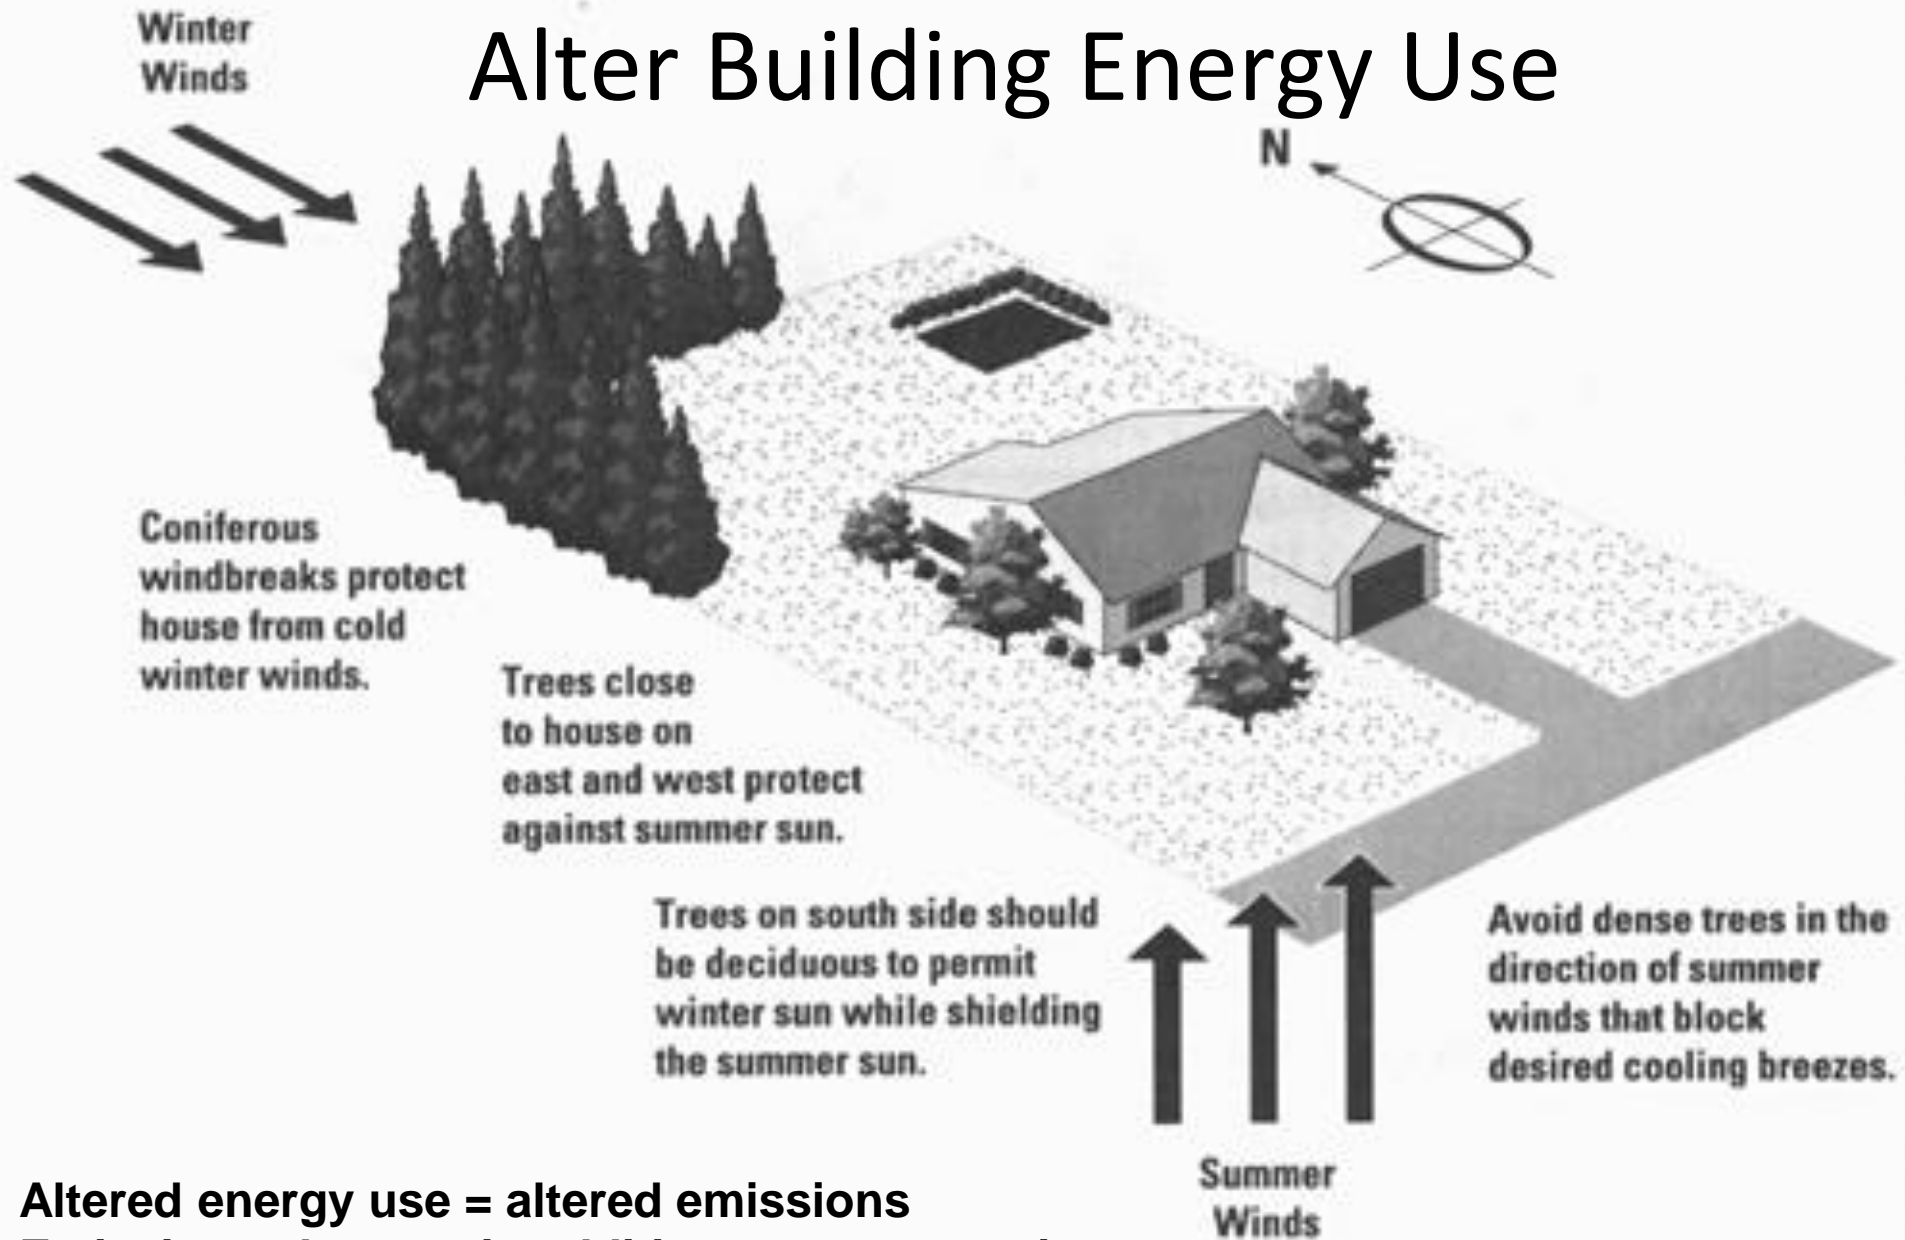 Winter
Winds
Alter Building Energy Use
N
Coniferous
windbreaks protect
house from cold
winter winds.
Trees close
to house on
east and west protect
against summer sun.
Trees on south side should
be deciduous to permit
winter sun while shielding
the summer sun.
Avoid dense trees in the
direction of summer
winds that block
desired cooling breezes.
Summer
Winds
Altered energy use = altered emissions